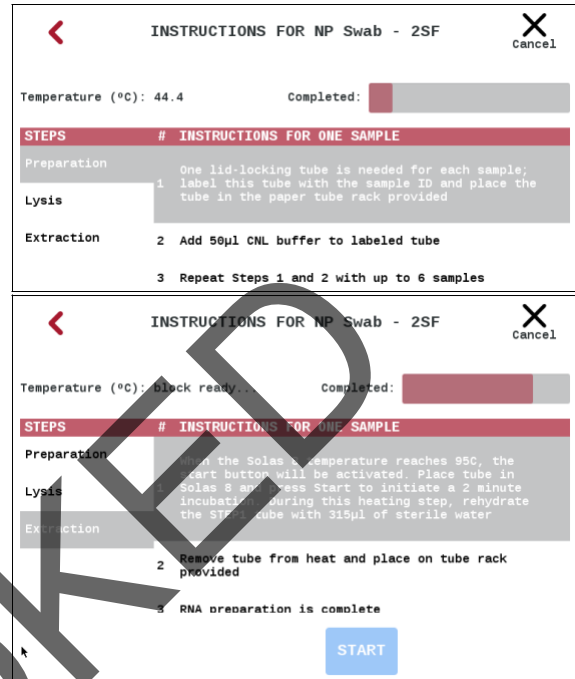 INSTRUCTIONS FOR NP Swab - 2SF
Cancel
Temperature (ºC): 44.4 Completed:
STEPS # INSTRUCTIONS FOR ONE SAMPLE
Preparation
Lysis
Extraction
1 One lid-locking tube is needed for each sample;
label this tube with the sample ID and place the
tube in the paper tube rack provided
2 Add 50µl CNL buffer to labeled tube
3 Repeat Steps 1 and 2 with up to 6 samples
INSTRUCTIONS FOR NP Swab - 2SF
Cancel
Temperature (ºC): block ready... Completed:
STEPS # INSTRUCTIONS FOR ONE SAMPLE
Preparation
Lysis
Extraction
1 When the Solas 8 temperature reaches 95C, the
start button will be activated. Place tube in
Solas 8 and press Start to initiate a 2 minute
incubation. During this heating step, rehydrate
the STEP1 tube with 315µl of sterile water
2 Remove tube from heat and place on tube rack
provided
3 RNA preparation is complete
START
KED